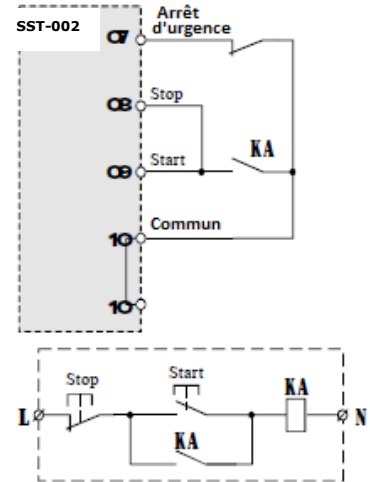 SST-002
07
Arrêt
d'urgence
08 Stop
09 Start
KA
10 Commun
10
Stop
Start
KA
L
N
KA